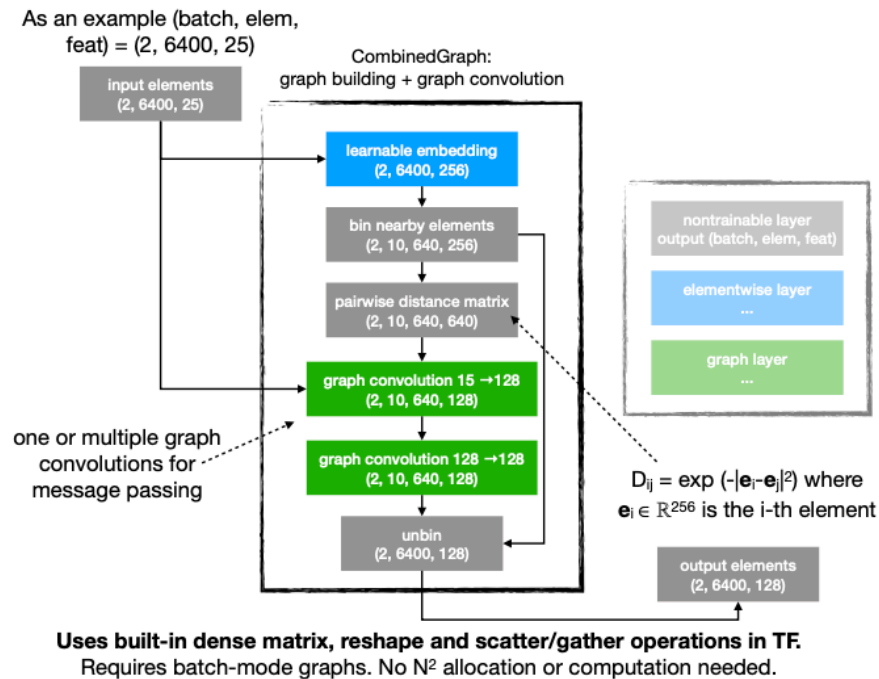 As an example (batch, elem,
feat) = (2, 6400, 25)
input elements
(2, 6400, 25)
CombinedGraph:
graph building + graph convolution
learnable embedding
(2, 6400, 256)
bin nearby elements
(2, 10, 640, 256)
pairwise distance matrix
(2, 10, 640, 640)
graph convolution 15 →128
(2, 10, 640, 128)
graph convolution 128 →128
(2, 10, 640, 128)
unbin
(2, 6400, 128)
one or multiple graph
convolutions for
message passing
nontrainable layer
output (batch, elem, feat)
elementwise layer
...
graph layer
...
Dᵢⱼ = exp (-|eᵢ-eⱼ|²) where
eᵢ ∈ ℝ²⁵⁶ is the i-th element
output elements
(2, 6400, 128)
Uses built-in dense matrix, reshape and scatter/gather operations in TF.
Requires batch-mode graphs. No N² allocation or computation needed.